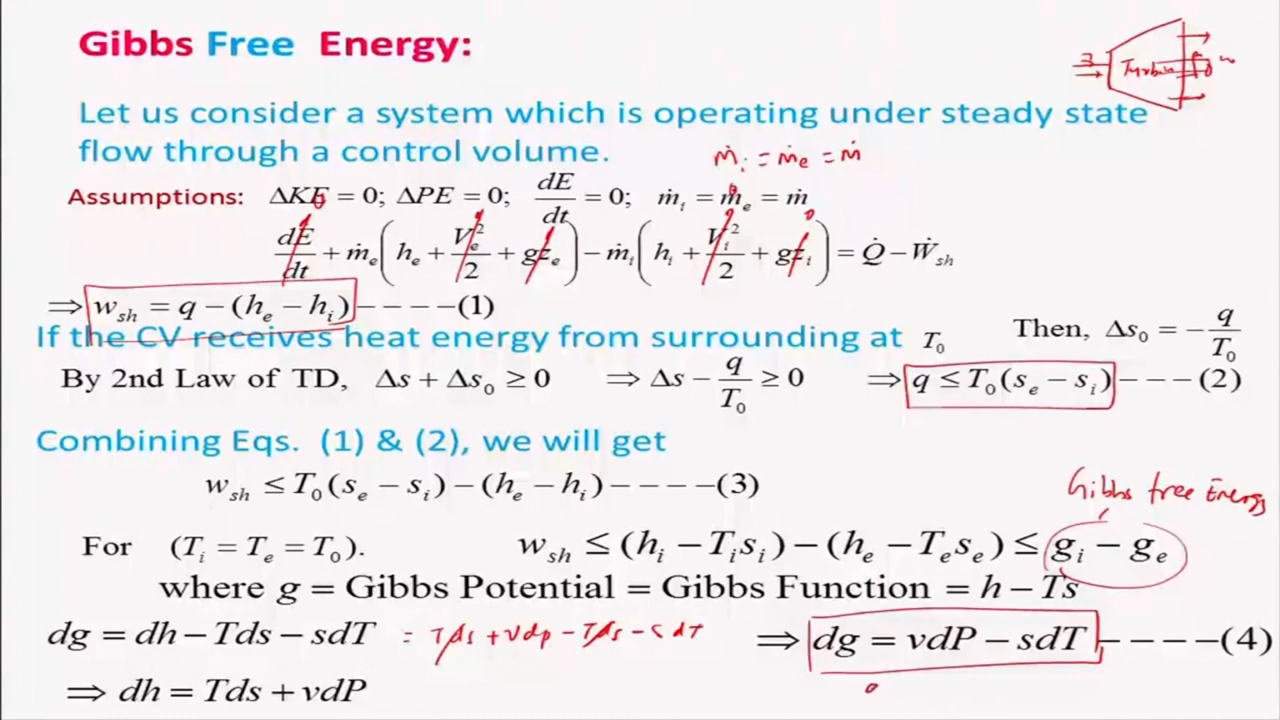 Gibbs Free Energy:
Turbin
Let us consider a system which is operating under steady state
flow through a control volume.
ṁᵢ = ṁₑ = ṁ
Assumptions: ΔKE = 0; ΔPE = 0; dE/dt = 0; ṁᵢ = ṁₑ = ṁ
dE/dt + ṁₑ(hₑ + Vₑ²/2 + gzₑ) − ṁᵢ(hᵢ + Vᵢ²/2 + gzᵢ) = Q̇ − Ẇ_sh
⇒ w_sh = q − (hₑ − hᵢ) − − − − (1)
If the CV receives heat energy from surrounding at T₀ Then, Δs₀ = −q/T₀
By 2nd Law of TD, Δs + Δs₀ ≥ 0 ⇒ Δs − q/T₀ ≥ 0 ⇒ q ≤ T₀(sₑ − sᵢ) − − − (2)
Combining Eqs. (1) & (2), we will get
w_sh ≤ T₀(sₑ − sᵢ) − (hₑ − hᵢ) − − − − (3)
Gibbs free Energy
For (Tᵢ = Tₑ = T₀). w_sh ≤ (hᵢ − Tᵢsᵢ) − (hₑ − Tₑsₑ) ≤ gᵢ − gₑ
where g = Gibbs Potential = Gibbs Function = h − Ts
dg = dh − Tds − sdT = Tds + vdp − Tds − sdT ⇒ dg = vdP − sdT − − − − (4)
⇒ dh = Tds + vdP